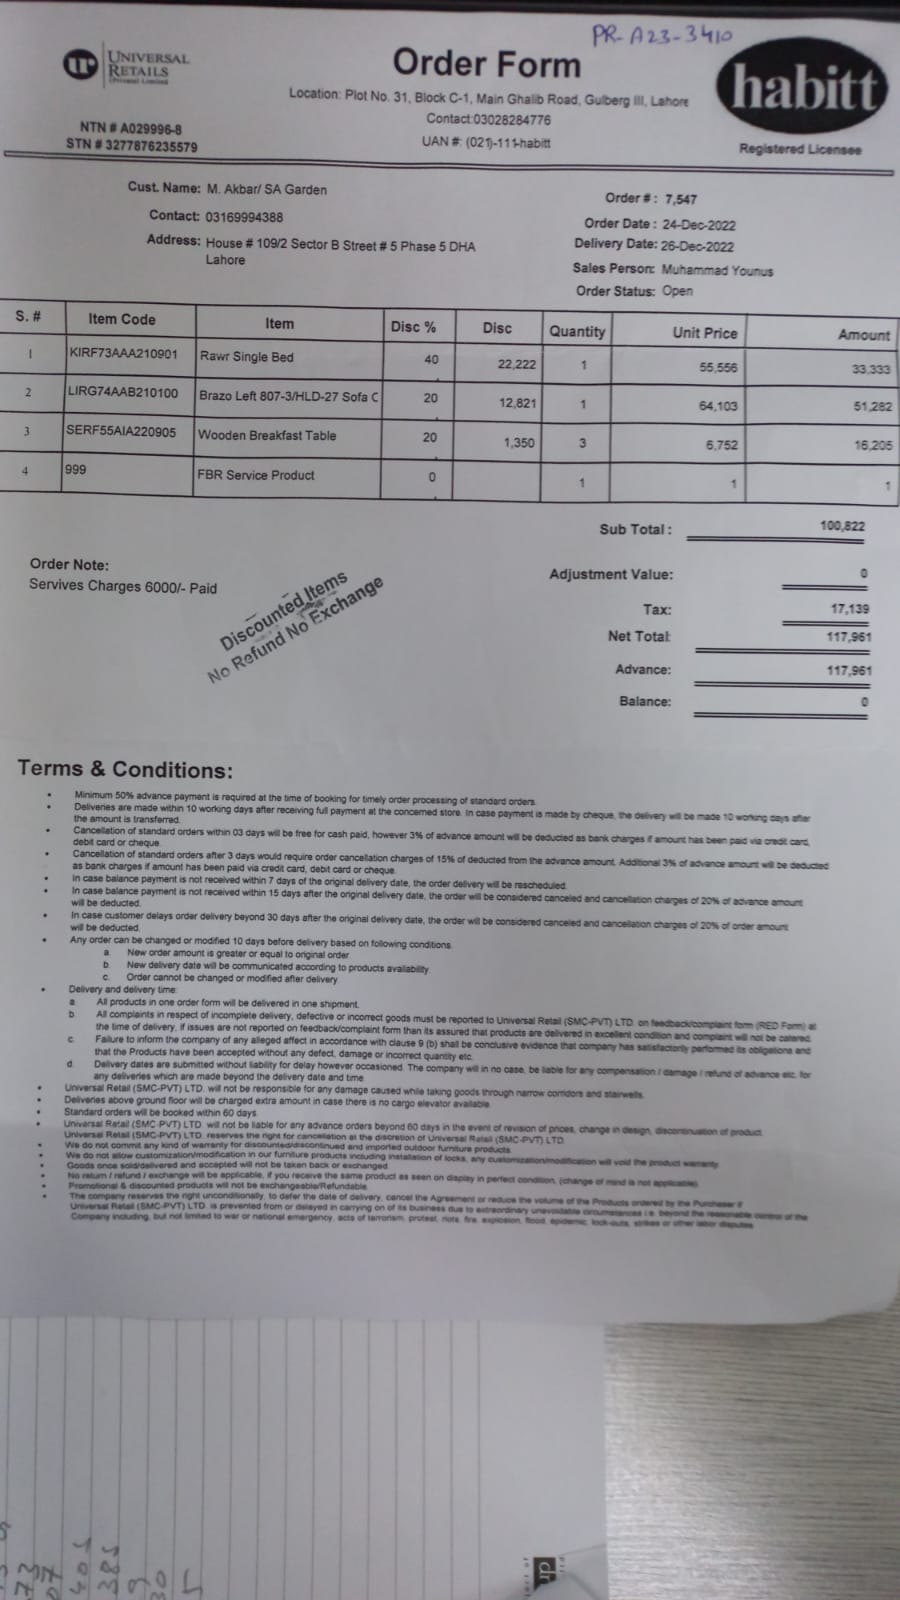 PR-A23-3410
UNIVERSAL
RETAILS
(Private) Limited
Order Form
habitt
Registered Licensee
Location: Plot No. 31, Block C-1, Main Ghalib Road, Gulberg III, Lahore
Contact:03028284776
UAN #: (021)-111-habitt
NTN # A029996-8
STN # 3277876235579
Cust. Name: M. Akbar/ SA Garden
Contact: 03169994388
Address: House # 109/2 Sector B Street # 5 Phase 5 DHA
Lahore
Order # : 7,547
Order Date : 24-Dec-2022
Delivery Date: 26-Dec-2022
Sales Person: Muhammad Younus
Order Status: Open
S. # Item Code Item Disc % Disc Quantity Unit Price Amount
1 KIRF73AAA210901 Rawr Single Bed 40 22,222 1 55,556 33,333
2 LIRG74AAB210100 Brazo Left 807-3/HLD-27 Sofa C 20 12,821 1 64,103 51,282
3 SERF55AIA220905 Wooden Breakfast Table 20 1,350 3 6,752 16,205
4 999 FBR Service Product 0 1 1 1
Sub Total : 100,822
Order Note:
Servives Charges 6000/- Paid
Discounted Items
No Refund No Exchange
Adjustment Value: 0
Tax: 17,139
Net Total: 117,961
Advance: 117,961
Balance: 0
Terms & Conditions:
• Minimum 50% advance payment is required at the time of booking for timely order processing of standard orders.
• Deliveries are made within 10 working days after receiving full payment at the concerned store. In case payment is made by cheque, the delivery will be made 10 working days after
the amount is transferred.
• Cancellation of standard orders within 03 days will be free for cash paid, however 3% of advance amount will be deducted as bank charges if amount has been paid via credit card,
debit card or cheque.
• Cancellation of standard orders after 3 days would require order cancellation charges of 15% of deducted from the advance amount. Additional 3% of advance amount will be deducted
as bank charges if amount has been paid via credit card, debit card or cheque.
• In case balance payment is not received within 7 days of the original delivery date, the order delivery will be rescheduled.
• In case balance payment is not received within 15 days after the original delivery date, the order will be considered canceled and cancellation charges of 20% of advance amount
will be deducted.
• In case customer delays order delivery beyond 30 days after the original delivery date, the order will be considered canceled and cancellation charges of 20% of order amount
will be deducted.
• Any order can be changed or modified 10 days before delivery based on following conditions.
a. New order amount is greater or equal to original order
b. New delivery date will be communicated according to products availability.
c. Order cannot be changed or modified after delivery
• Delivery and delivery time:
a. All products in one order form will be delivered in one shipment.
b. All complaints in respect of incomplete delivery, defective or incorrect goods must be reported to Universal Retail (SMC-PVT) LTD. on feedback/complaint form (RED Form) at
the time of delivery, if issues are not reported on feedback/complaint form than its assured that products are delivered in excellent condition and complaint will not be catered.
c. Failure to inform the company of any alleged affect in accordance with clause 9 (b) shall be conclusive evidence that company has satisfactorily performed its obligations and
that the Products have been accepted without any defect, damage or incorrect quantity etc.
d. Delivery dates are submitted without liability for delay however occasioned. The company will in no case, be liable for any compensation / damage / refund of advance etc. for
any deliveries which are made beyond the delivery date and time.
• Universal Retail (SMC-PVT) LTD. will not be responsible for any damage caused while taking goods through narrow corridors and stairwells.
• Deliveries above ground floor will be charged extra amount in case there is no cargo elevator available.
• Standard orders will be booked within 60 days.
• Universal Retail (SMC-PVT) LTD. will not be liable for any advance orders beyond 60 days in the event of revision of prices, change in design, discontinuation of product.
Universal Retail (SMC-PVT) LTD. reserves the right for cancellation at the discretion of Universal Retail (SMC-PVT) LTD.
• We do not commit any kind of warranty for discounted/discontinued and imported outdoor furniture products.
• We do not allow customization/modification in our furniture products including installation of locks, any customization/modification will void the product warranty.
• Goods once sold/delivered and accepted will not be taken back or exchanged.
• No return / refund / exchange will be applicable, if you receive the same product as seen on display in perfect condition, (change of mind is not applicable)
• Promotional & discounted products will not be exchangeable/Refundable.
• The company reserves the right unconditionally, to defer the date of delivery, cancel the Agreement or reduce the volume of the Products ordered by the Purchaser if
Universal Retail (SMC-PVT) LTD. is prevented from or delayed in carrying on of its business due to extraordinary unavoidable circumstances i.e. beyond the reasonable control of the
Company including, but not limited to war or national emergency, acts of terrorism, protest, riots, fire, explosion, flood, epidemic, lock-outs, strikes or other labor disputes
73
07
401
385
9
30
5
dr